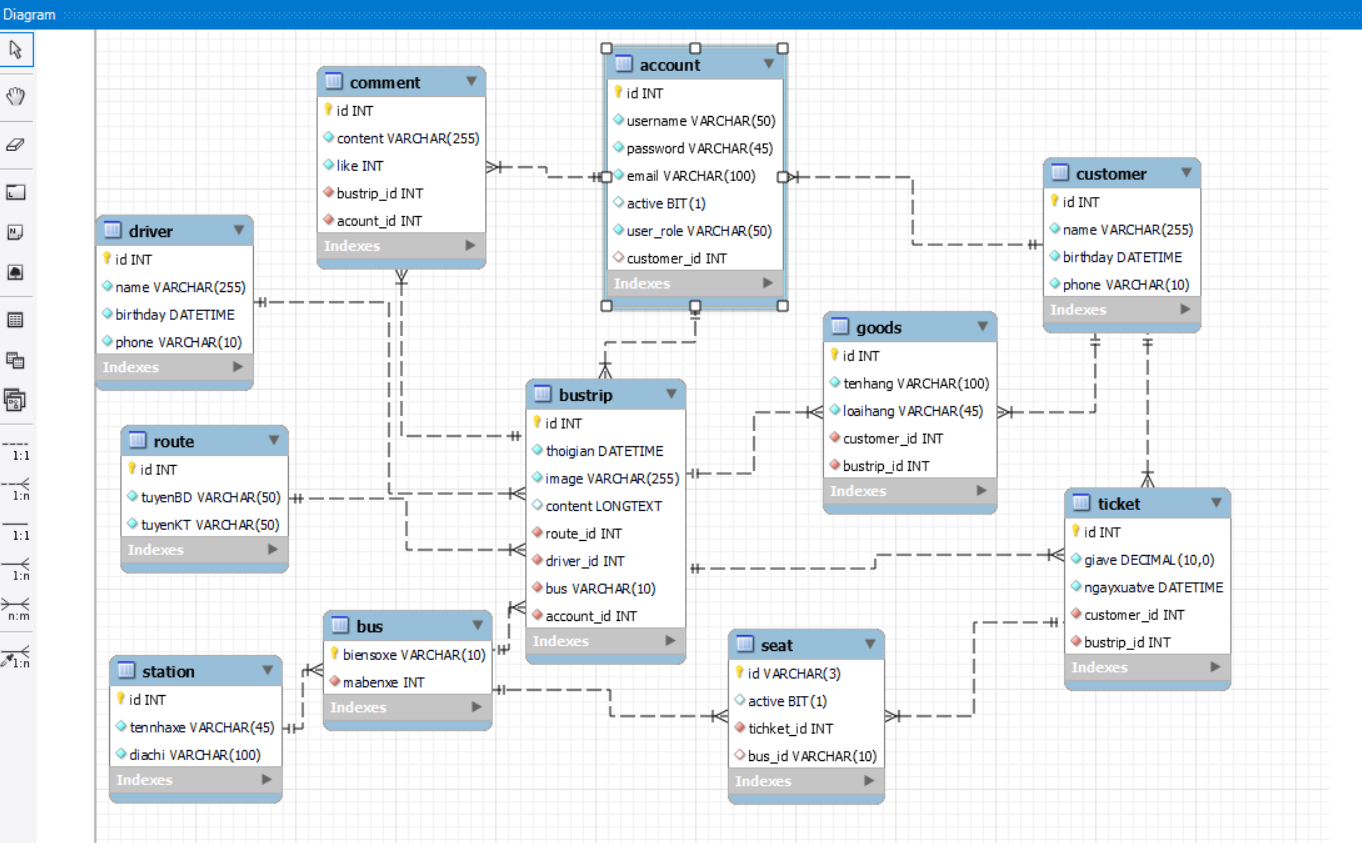 Diagram
comment
id INT
content VARCHAR(255)
like INT
bustrip_id INT
acount_id INT
Indexes
account
id INT
username VARCHAR(50)
password VARCHAR(45)
email VARCHAR(100)
active BIT(1)
user_role VARCHAR(50)
customer_id INT
Indexes
customer
id INT
name VARCHAR(255)
birthday DATETIME
phone VARCHAR(10)
Indexes
driver
id INT
name VARCHAR(255)
birthday DATETIME
phone VARCHAR(10)
Indexes
goods
id INT
tenhang VARCHAR(100)
loaihang VARCHAR(45)
customer_id INT
bustrip_id INT
Indexes
bustrip
id INT
thoigian DATETIME
image VARCHAR(255)
content LONGTEXT
route_id INT
driver_id INT
bus VARCHAR(10)
account_id INT
Indexes
route
id INT
tuyenBD VARCHAR(50)
tuyenKT VARCHAR(50)
Indexes
ticket
id INT
giave DECIMAL(10,0)
ngayxuatve DATETIME
customer_id INT
bustrip_id INT
Indexes
bus
biensoxe VARCHAR(10)
mabenxe INT
Indexes
seat
id VARCHAR(3)
active BIT(1)
tichket_id INT
bus_id VARCHAR(10)
Indexes
station
id INT
tennhaxe VARCHAR(45)
diachi VARCHAR(100)
Indexes
1:1
1:n
1:1
1:n
n:m
1:n